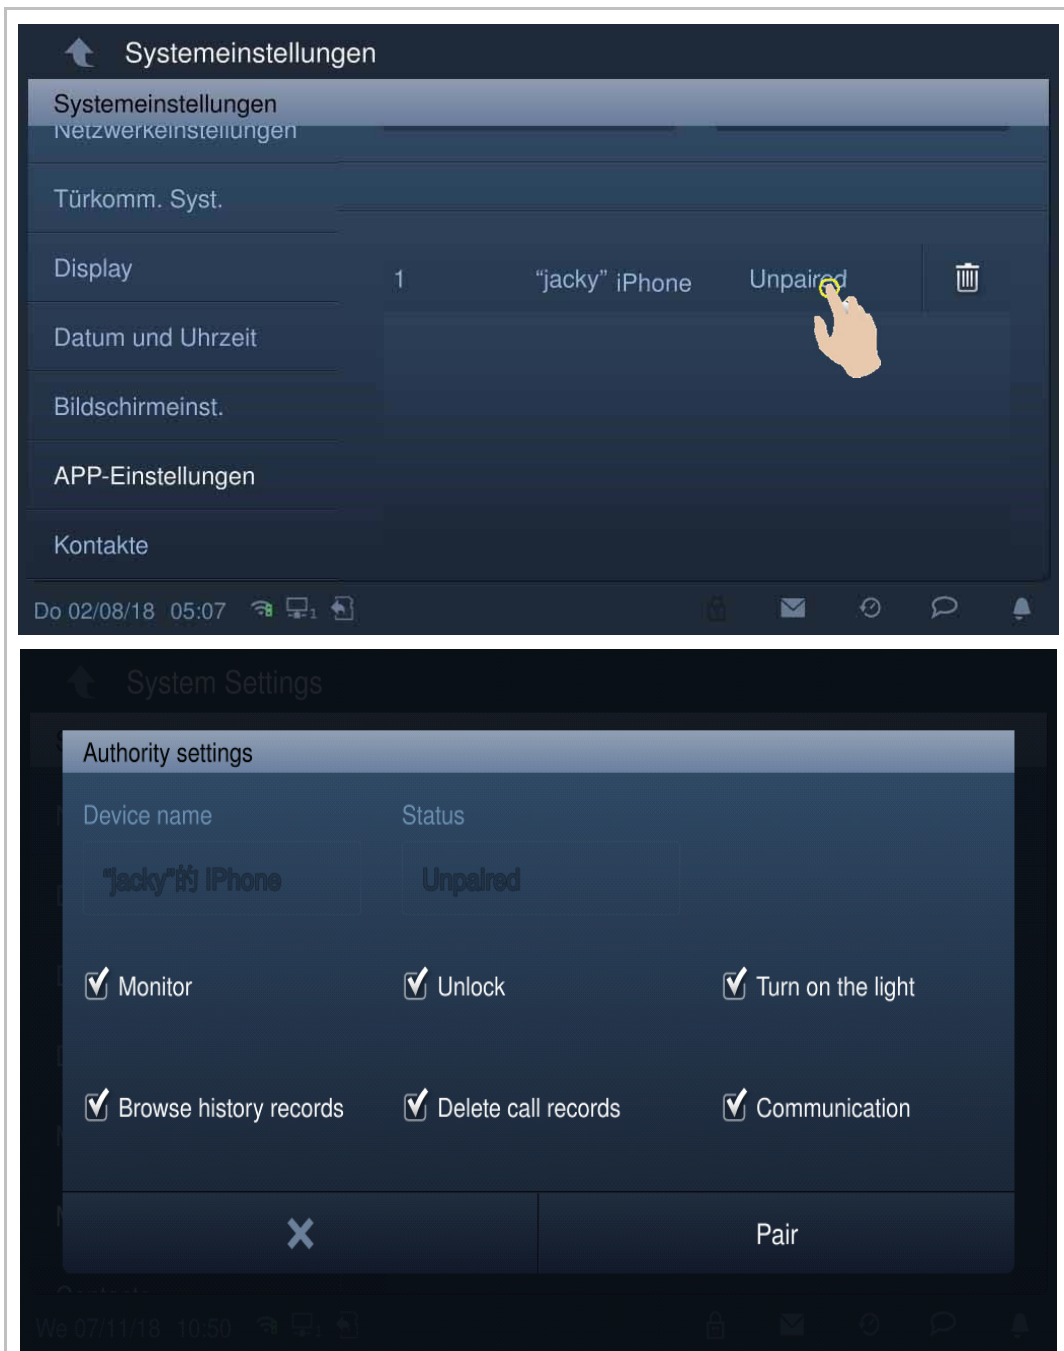 Systemeinstellungen
Systemeinstellungen
Netzwerkeinstellungen
Türkomm. Syst.
Display
1 “jacky” iPhone Unpaired
Datum und Uhrzeit
Bildschirmeinst.
APP-Einstellungen
Kontakte
Do 02/08/18 05:07
System Settings
Authority settings
Device name Status
“jacky”的 iPhone Unpaired
Monitor Unlock Turn on the light
Browse history records Delete call records Communication
Pair
We 07/11/18 10:50